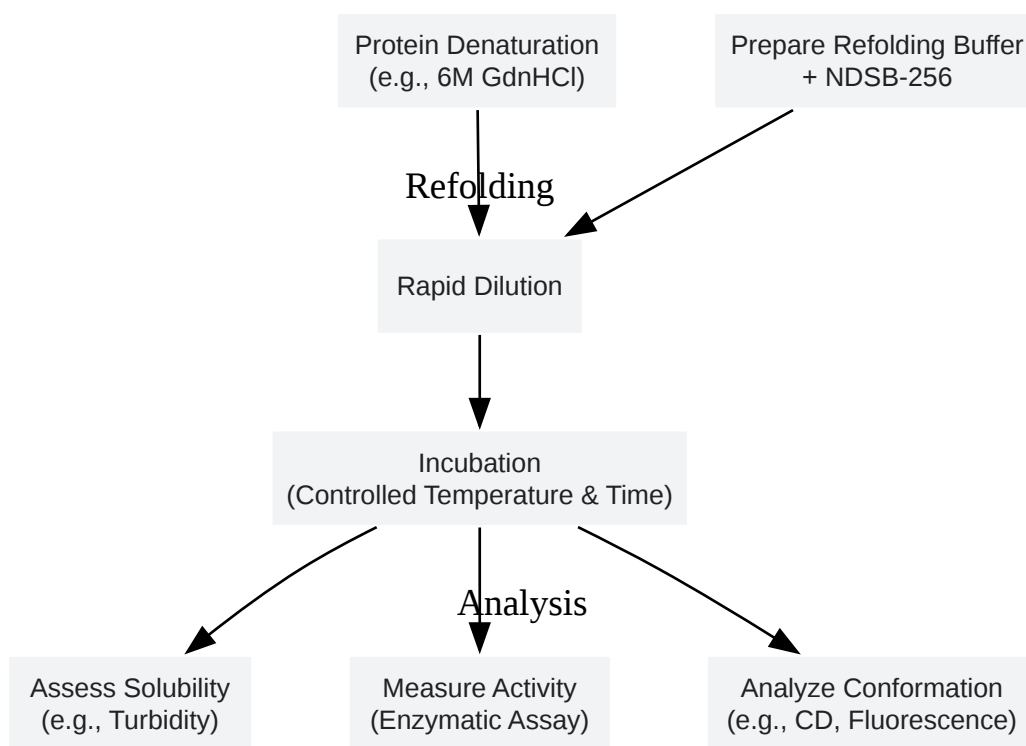 Protein Denaturation
(e.g., 6M GdnHCl)
Prepare Refolding Buffer
+ NDSB-256
Refolding
Rapid Dilution
Incubation
(Controlled Temperature & Time)
Analysis
Assess Solubility
(e.g., Turbidity)
Measure Activity
(Enzymatic Assay)
Analyze Conformation
(e.g., CD, Fluorescence)